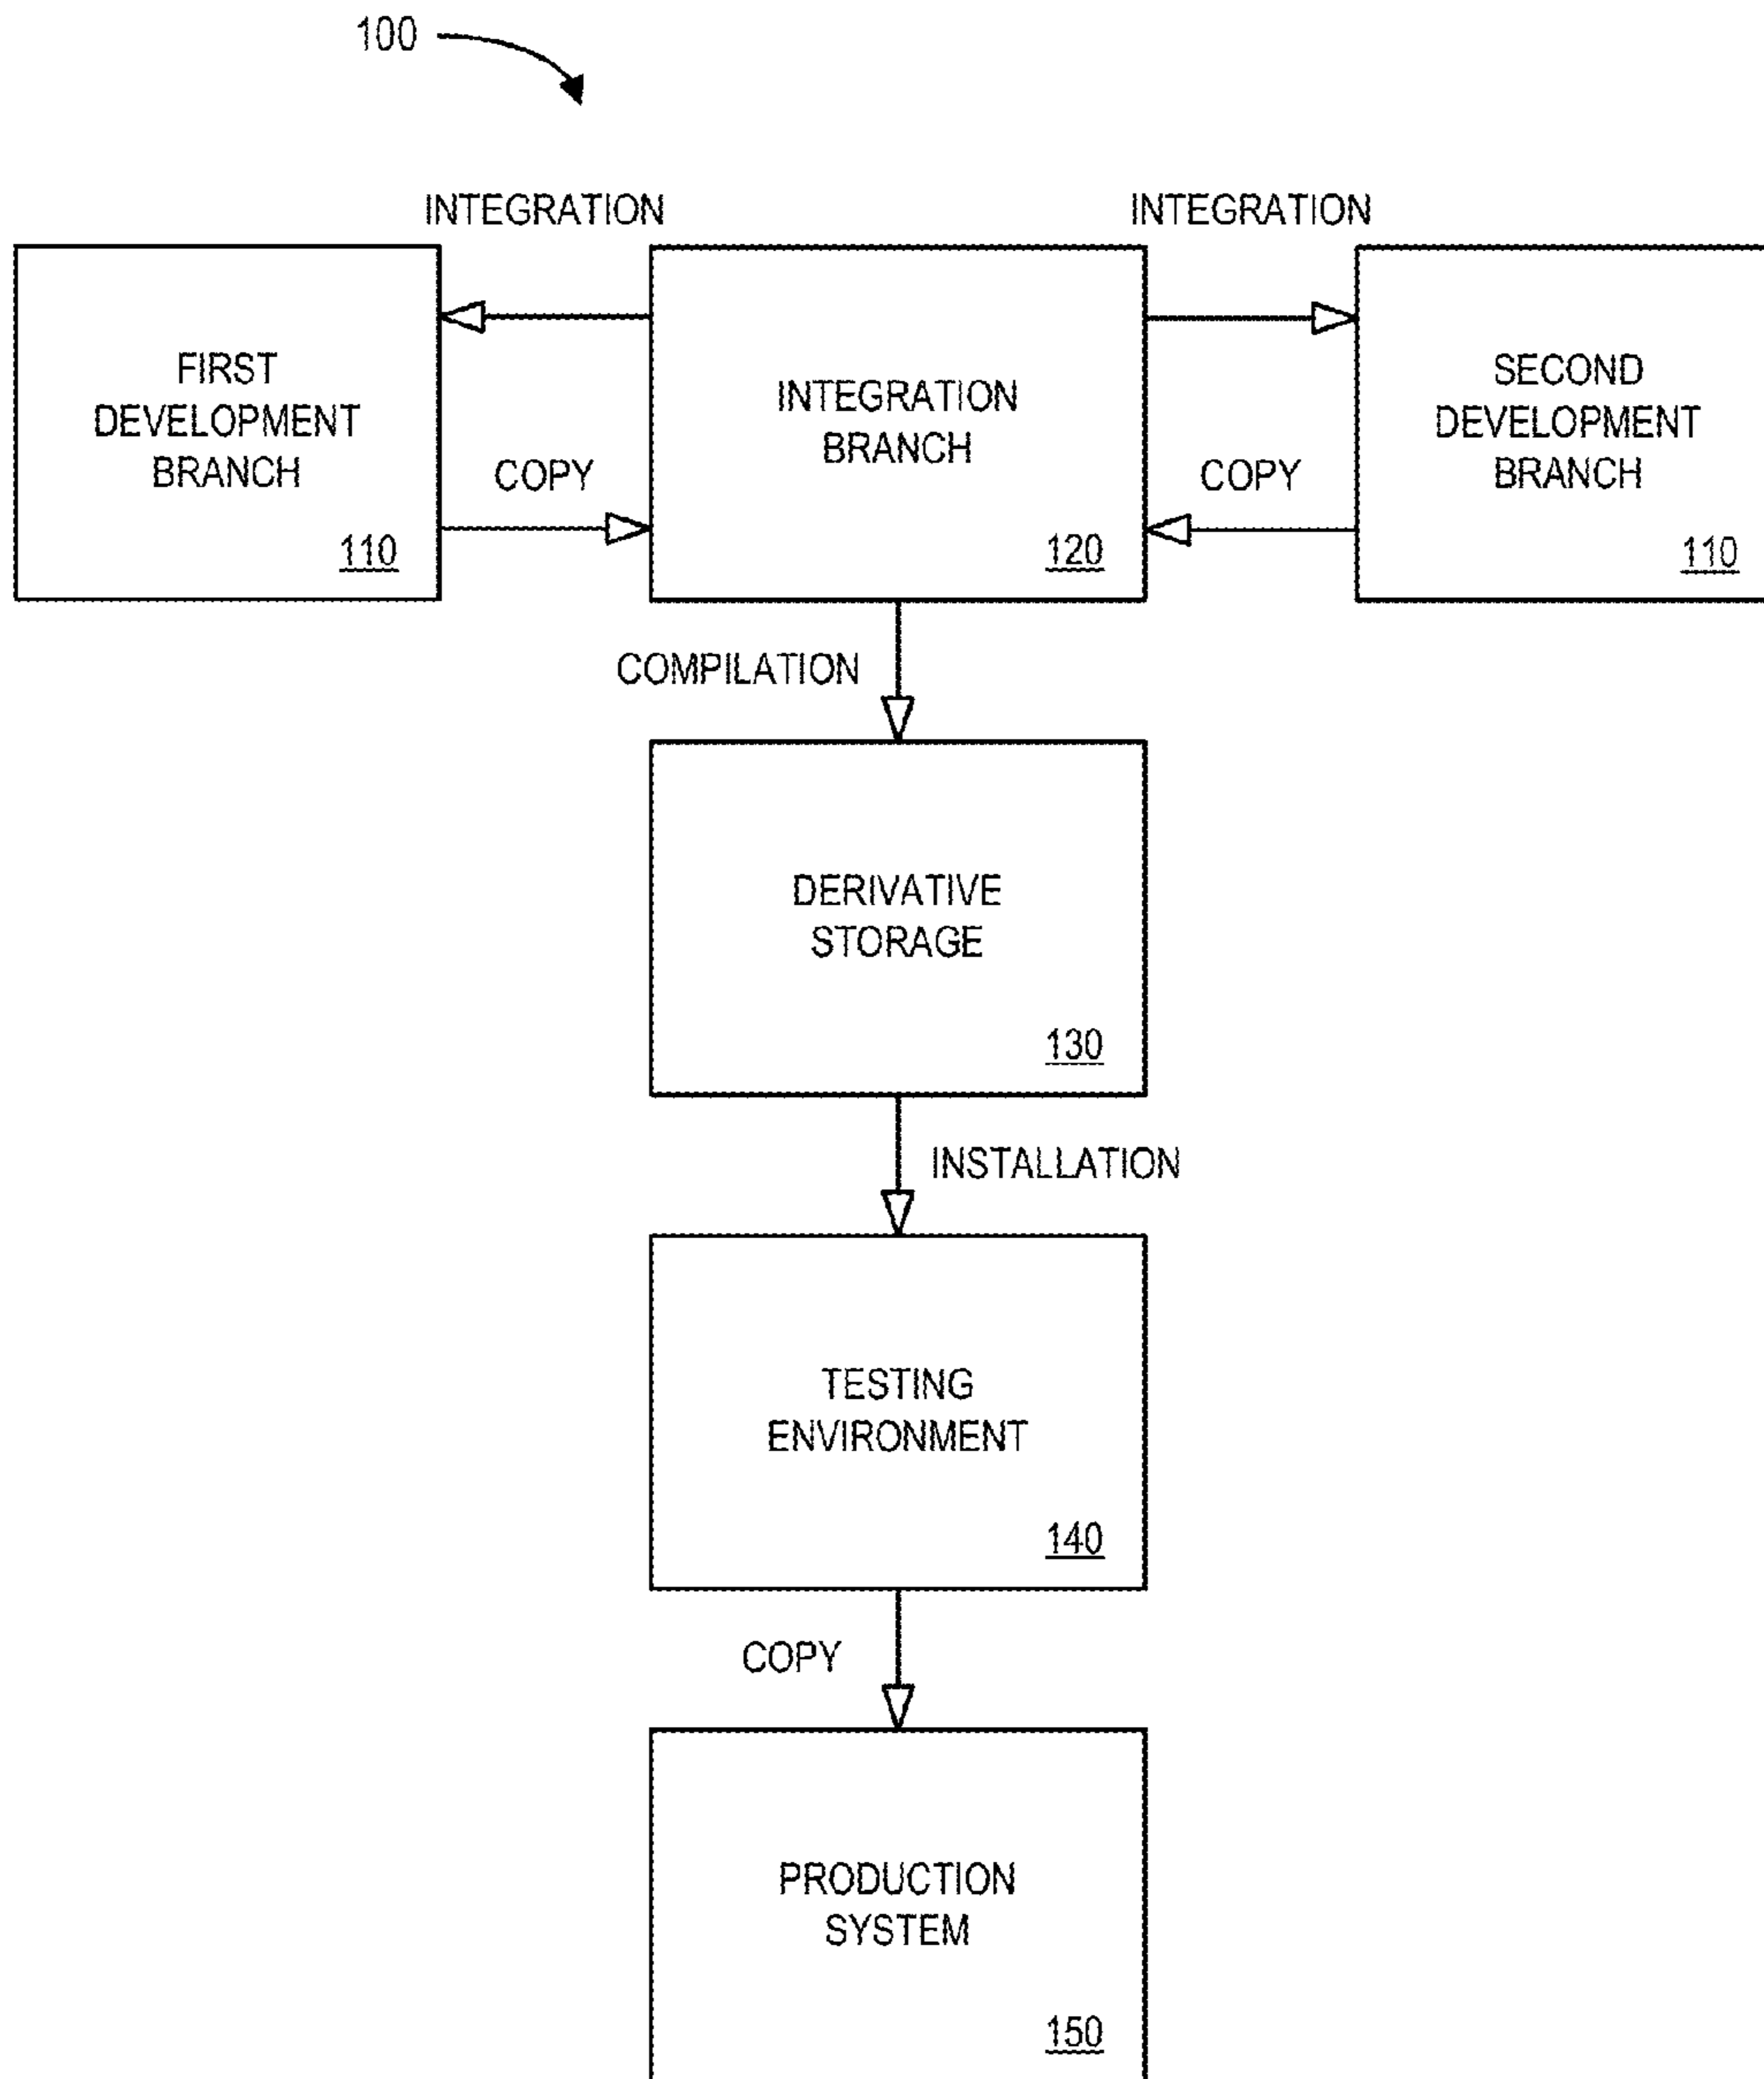 100
INTEGRATION
INTEGRATION
FIRST
DEVELOPMENT
BRANCH
110
COPY
INTEGRATION
BRANCH
120
COPY
SECOND
DEVELOPMENT
BRANCH
110
COMPILATION
DERIVATIVE
STORAGE
130
INSTALLATION
TESTING
ENVIRONMENT
140
COPY
PRODUCTION
SYSTEM
150